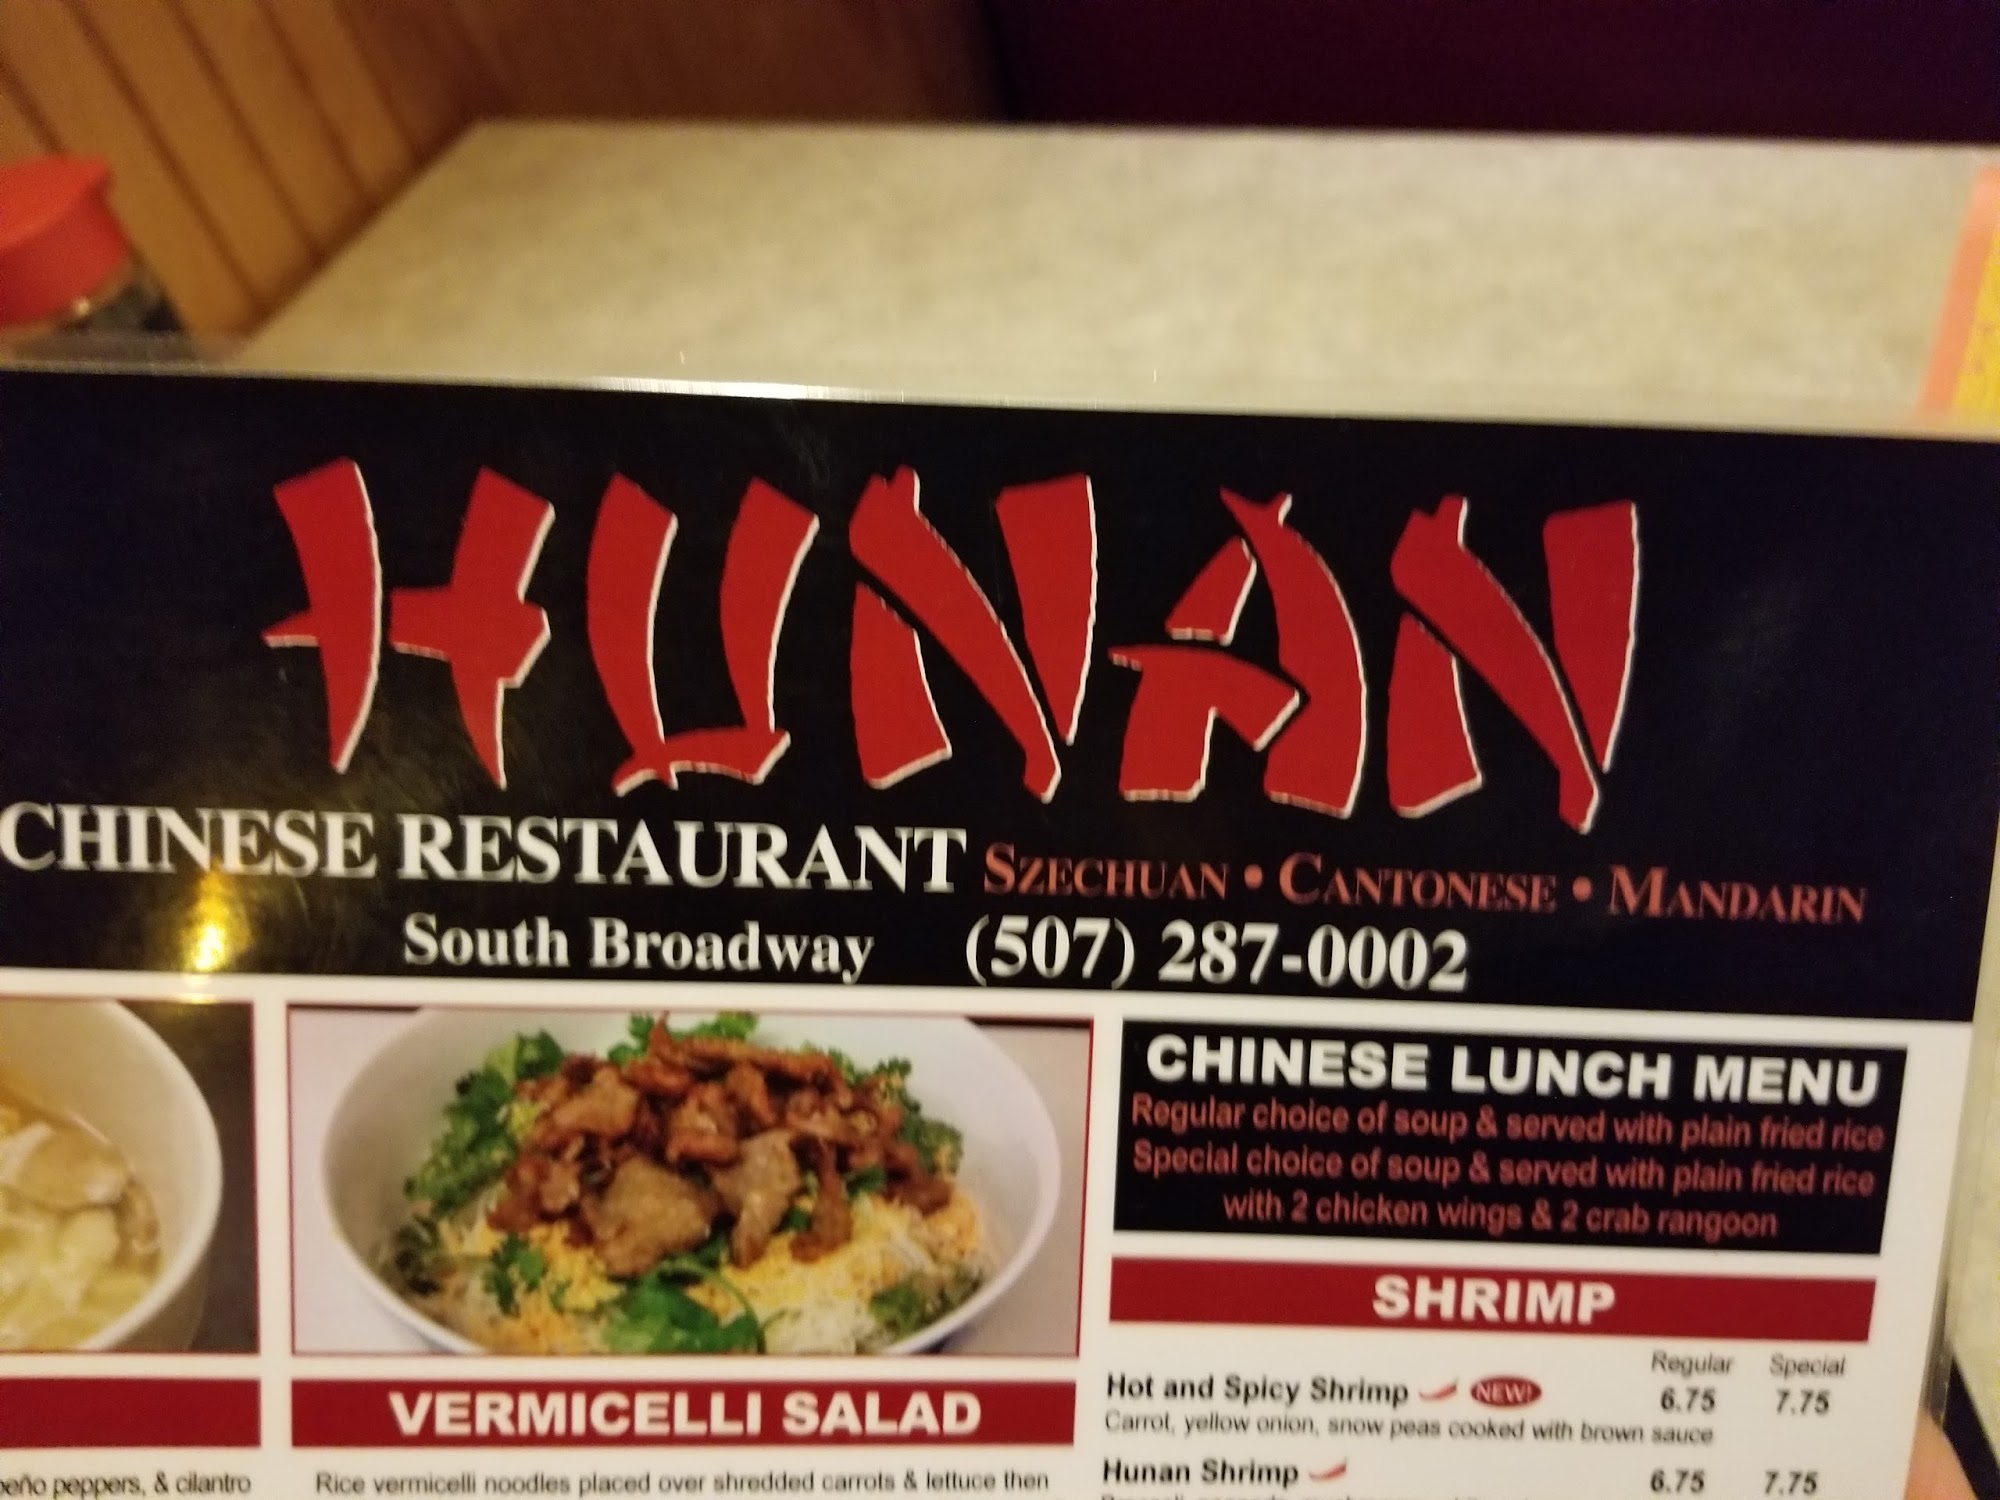 HUNAN
CHINESE RESTAURANT SZECHUAN • CANTONESE • MANDARIN
South Broadway (507) 287-0002
peppers, & cilantro
VERMICELLI SALAD
Rice vermicelli noodles placed over shredded carrots & lettuce then
CHINESE LUNCH MENU
Regular choice of soup & served with plain fried rice
Special choice of soup & served with plain fried rice
with 2 chicken wings & 2 crab rangoon
SHRIMP
Regular Special
Hot and Spicy Shrimp NEW! 6.75 7.75
Carrot, yellow onion, snow peas cooked with brown sauce
Hunan Shrimp 6.75 7.75